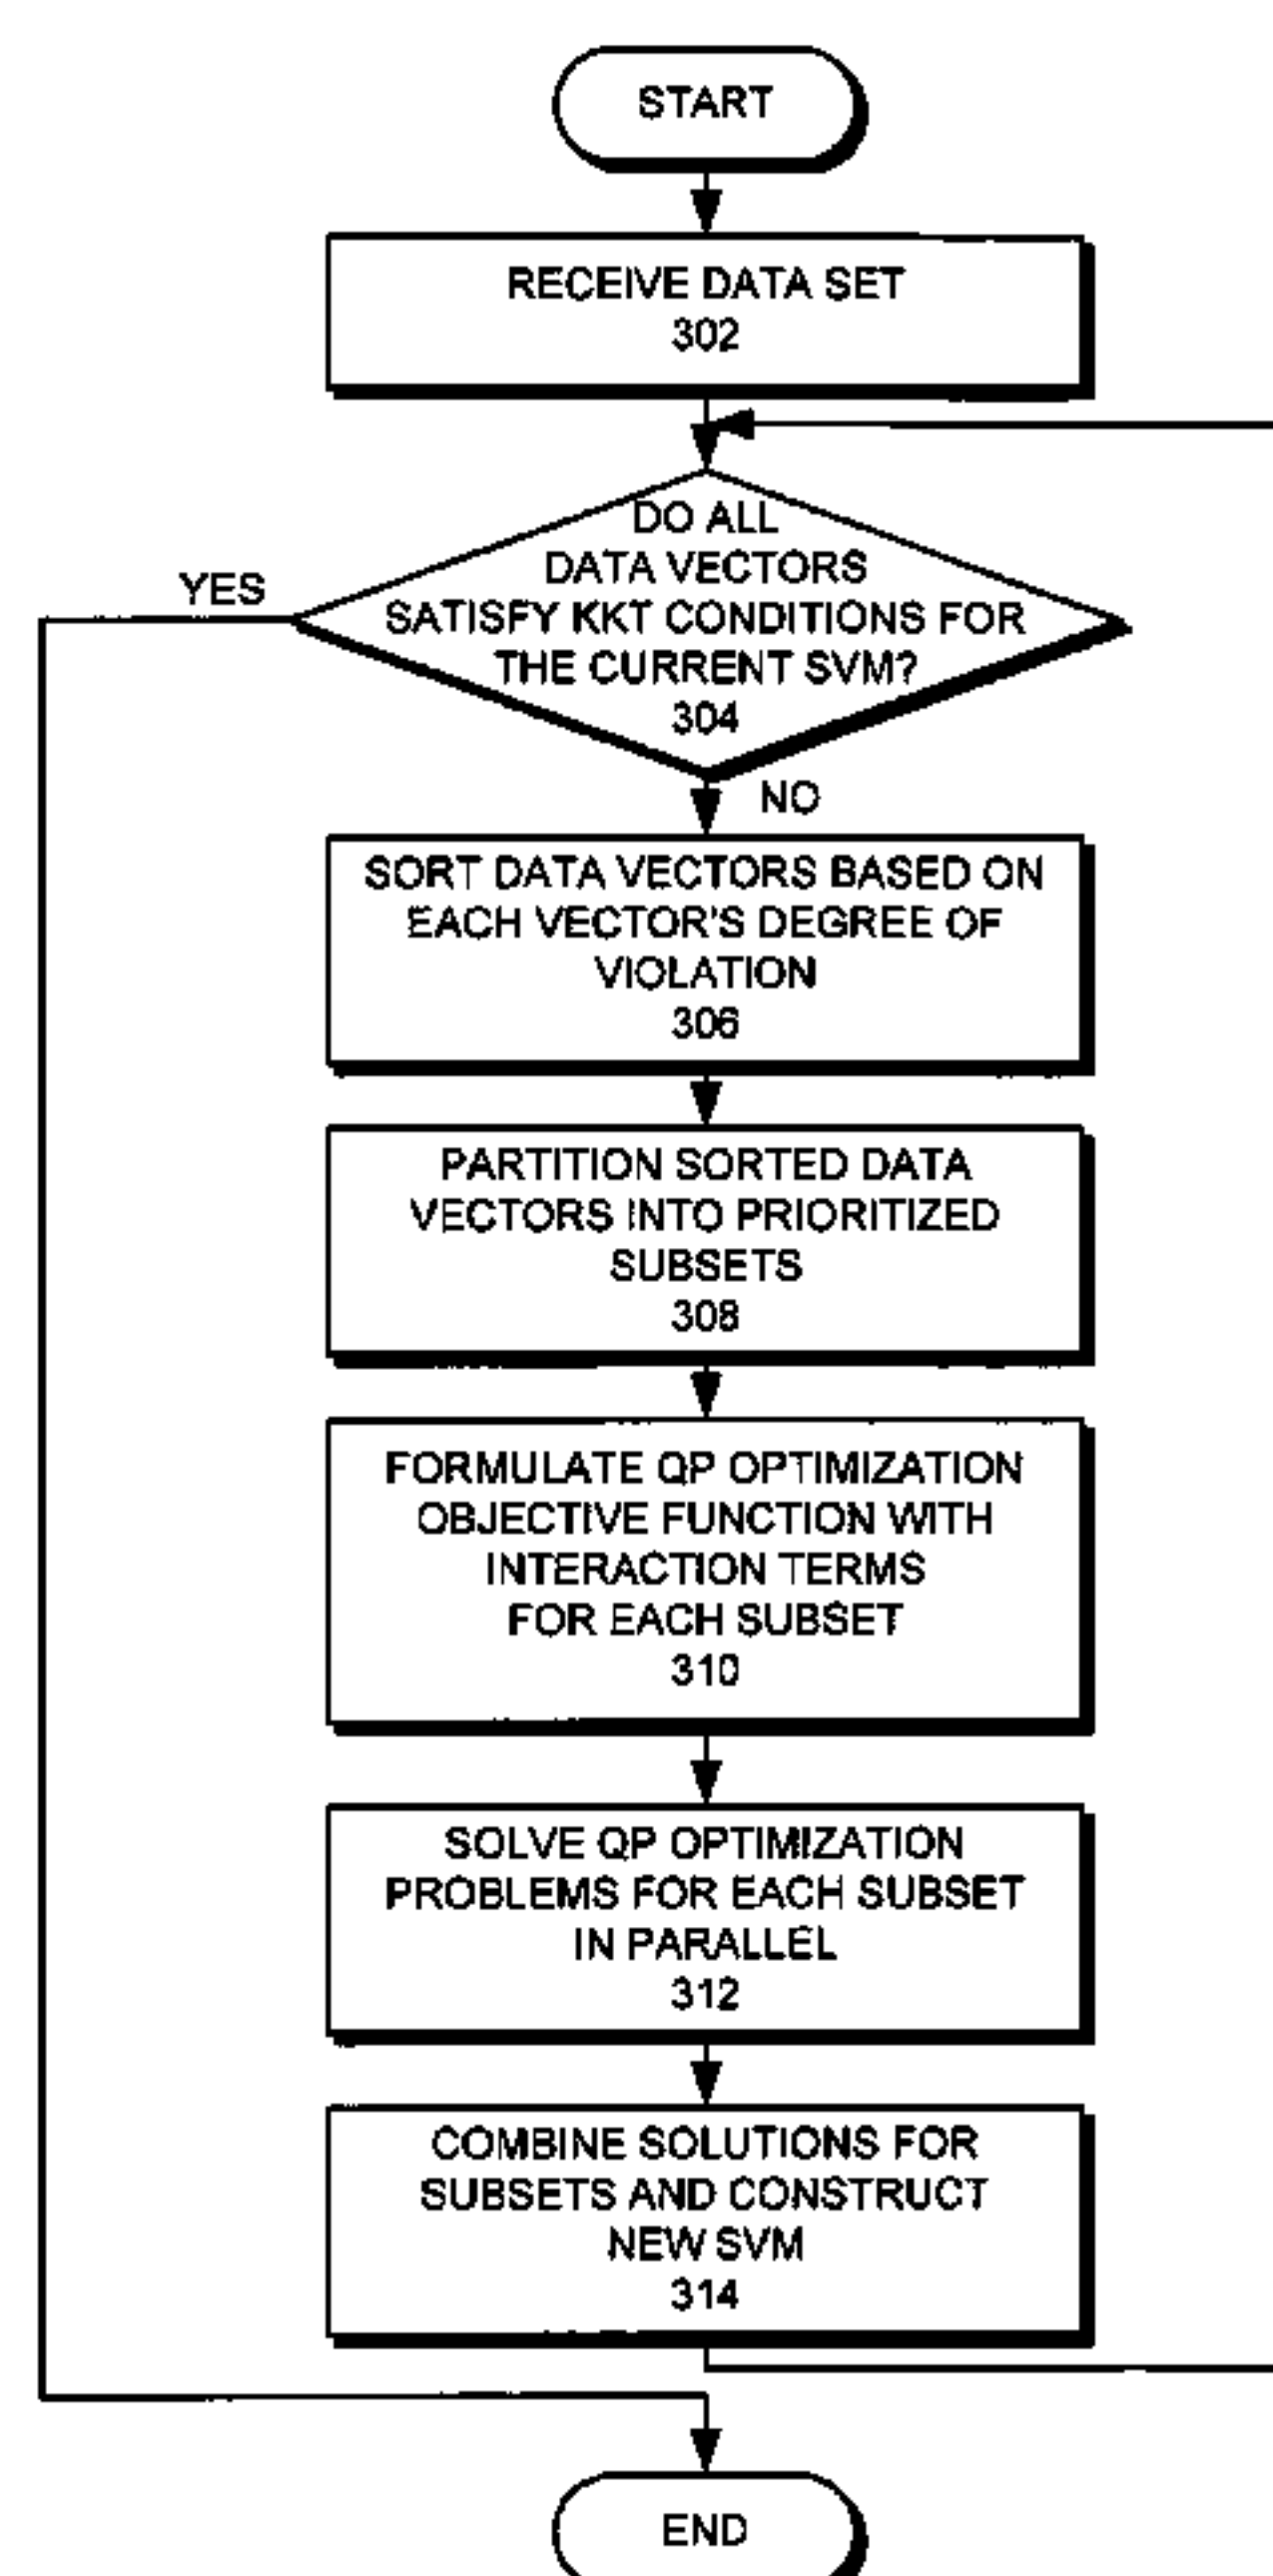 START
RECEIVE DATA SET
302
DO ALL
DATA VECTORS
SATISFY KKT CONDITIONS FOR
THE CURRENT SVM?
304
YES
NO
SORT DATA VECTORS BASED ON
EACH VECTOR'S DEGREE OF
VIOLATION
306
PARTITION SORTED DATA
VECTORS INTO PRIORITIZED
SUBSETS
308
FORMULATE QP OPTIMIZATION
OBJECTIVE FUNCTION WITH
INTERACTION TERMS
FOR EACH SUBSET
310
SOLVE QP OPTIMIZATION
PROBLEMS FOR EACH SUBSET
IN PARALLEL
312
COMBINE SOLUTIONS FOR
SUBSETS AND CONSTRUCT
NEW SVM
314
END